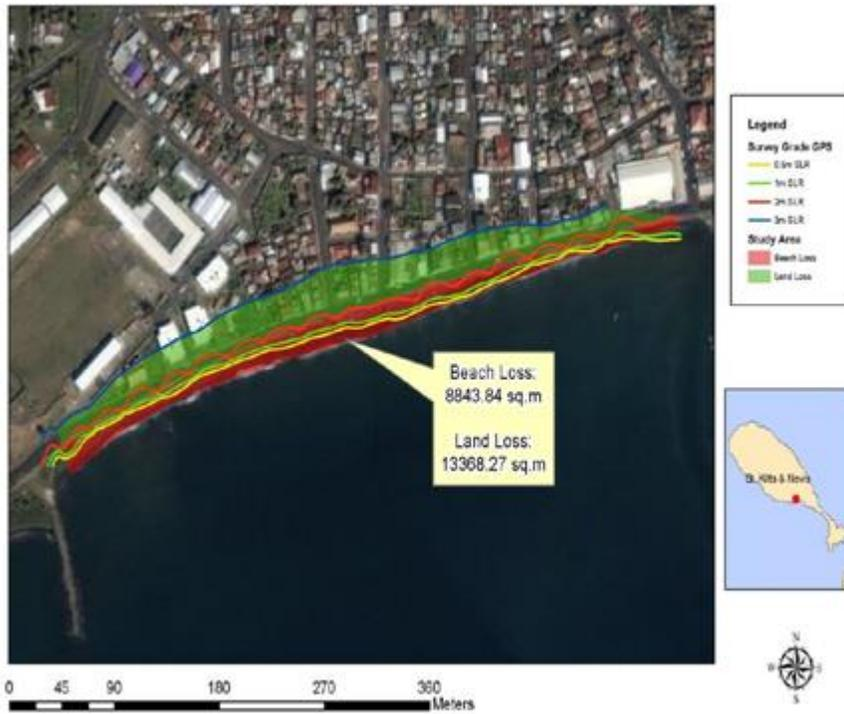 Legend
Survey Grade GPS
0.5m SLR
1m SLR
2m SLR
3m SLR
Study Area
Beach Loss
Land Loss
Beach Loss:
8843.84 sq.m
Land Loss:
13368.27 sq.m
St. Kitts & Nevis
N
W
S
0 45 90 180 270 360
Meters